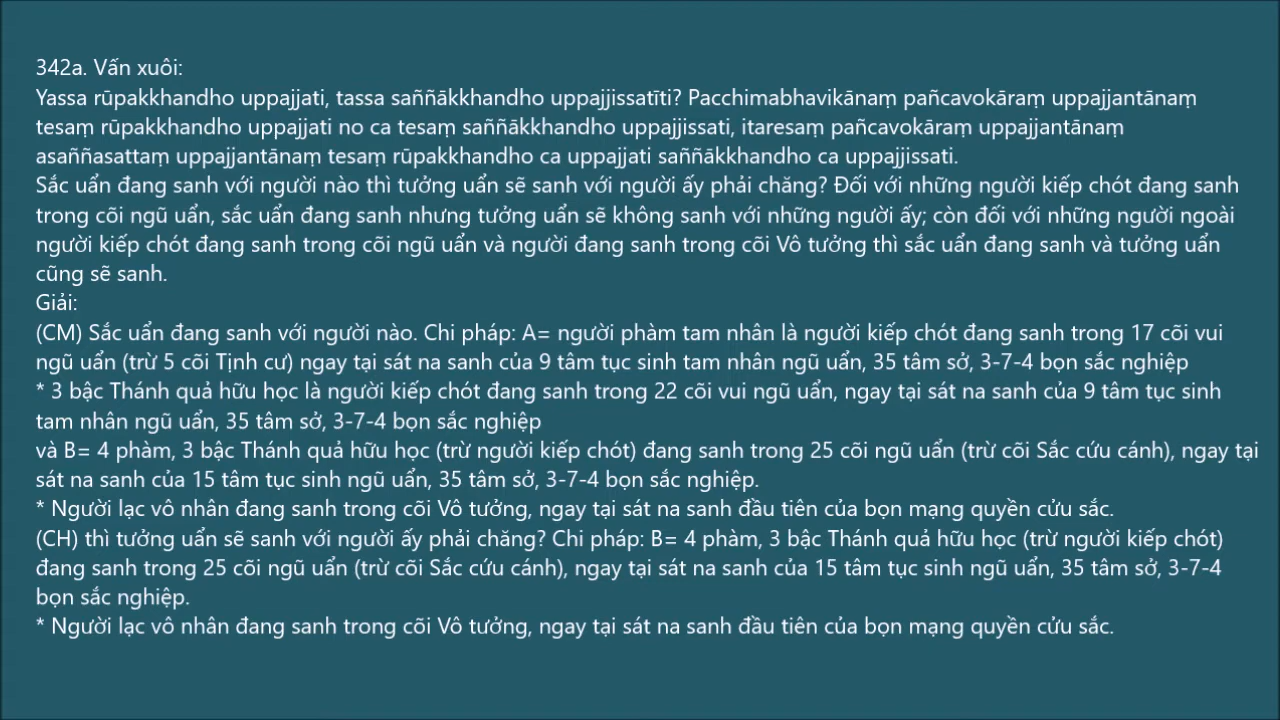 342a. Vấn xuôi:
Yassa rūpakkhandho uppajjati, tassa saññākkhandho uppajjissatīti? Pacchimabhavikānaṃ pañcavokāraṃ uppajjantānaṃ
tesaṃ rūpakkhandho uppajjati no ca tesaṃ saññākkhandho uppajjissati, itaresaṃ pañcavokāraṃ uppajjantānaṃ
asaññasattaṃ uppajjantānaṃ tesaṃ rūpakkhandho ca uppajjati saññākkhandho ca uppajjissati.
Sắc uẩn đang sanh với người nào thì tưởng uẩn sẽ sanh với người ấy phải chăng? Đối với những người kiếp chót đang sanh
trong cõi ngũ uẩn, sắc uẩn đang sanh nhưng tưởng uẩn sẽ không sanh với những người ấy; còn đối với những người ngoài
người kiếp chót đang sanh trong cõi ngũ uẩn và người đang sanh trong cõi Vô tưởng thì sắc uẩn đang sanh và tưởng uẩn
cũng sẽ sanh.
Giải:
(CM) Sắc uẩn đang sanh với người nào. Chi pháp: A= người phàm tam nhân là người kiếp chót đang sanh trong 17 cõi vui
ngũ uẩn (trừ 5 cõi Tịnh cư) ngay tại sát na sanh của 9 tâm tục sinh tam nhân ngũ uẩn, 35 tâm sở, 3-7-4 bọn sắc nghiệp
* 3 bậc Thánh quả hữu học là người kiếp chót đang sanh trong 22 cõi vui ngũ uẩn, ngay tại sát na sanh của 9 tâm tục sinh
tam nhân ngũ uẩn, 35 tâm sở, 3-7-4 bọn sắc nghiệp
và B= 4 phàm, 3 bậc Thánh quả hữu học (trừ người kiếp chót) đang sanh trong 25 cõi ngũ uẩn (trừ cõi Sắc cứu cánh), ngay tại
sát na sanh của 15 tâm tục sinh ngũ uẩn, 35 tâm sở, 3-7-4 bọn sắc nghiệp.
* Người lạc vô nhân đang sanh trong cõi Vô tưởng, ngay tại sát na sanh đầu tiên của bọn mạng quyền cửu sắc.
(CH) thì tưởng uẩn sẽ sanh với người ấy phải chăng? Chi pháp: B= 4 phàm, 3 bậc Thánh quả hữu học (trừ người kiếp chót)
đang sanh trong 25 cõi ngũ uẩn (trừ cõi Sắc cứu cánh), ngay tại sát na sanh của 15 tâm tục sinh ngũ uẩn, 35 tâm sở, 3-7-4
bọn sắc nghiệp.
* Người lạc vô nhân đang sanh trong cõi Vô tưởng, ngay tại sát na sanh đầu tiên của bọn mạng quyền cửu sắc.